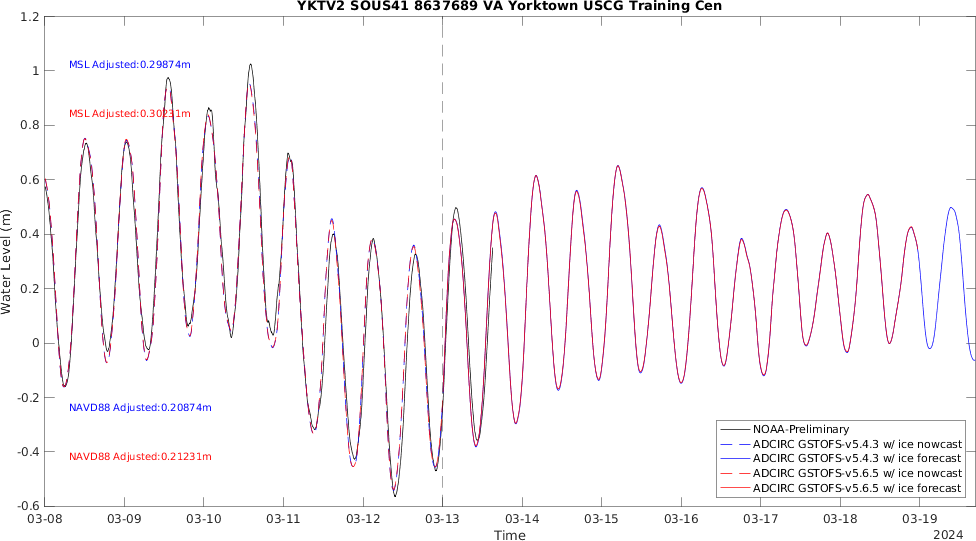 YKTV2 SOUS41 8637689 VA Yorktown USCG Training Cen
1.2
1
0.8
0.6
0.4
0.2
0
-0.2
-0.4
-0.6
Water Level (m)
MSL Adjusted:0.29874m
MSL Adjusted:0.30231m
NAVD88 Adjusted:0.20874m
NAVD88 Adjusted:0.21231m
NOAA-Preliminary
ADCIRC GSTOFS-v5.4.3 w/ ice nowcast
ADCIRC GSTOFS-v5.4.3 w/ ice forecast
ADCIRC GSTOFS-v5.6.5 w/ ice nowcast
ADCIRC GSTOFS-v5.6.5 w/ ice forecast
03-08 03-09 03-10 03-11 03-12 03-13 03-14 03-15 03-16 03-17 03-18 03-19
Time
2024